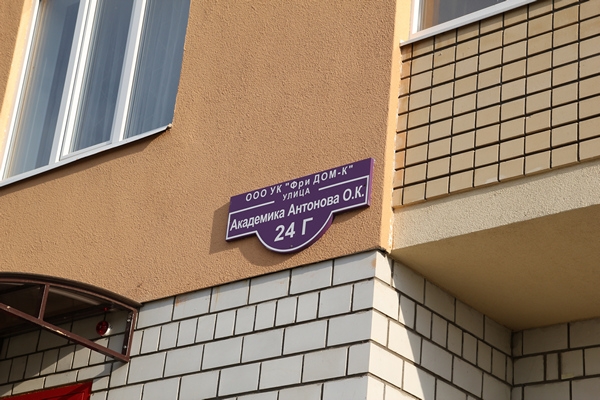 ООО УК "Фри ДОМ-К"
УЛИЦА
Академика Антонова О.К.
24 Г